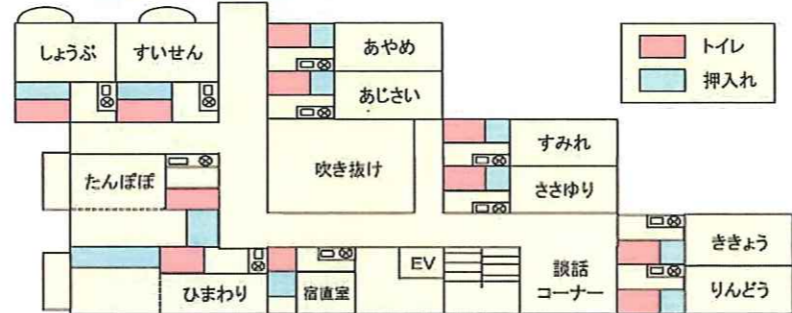 しょうぶ
すいせん
あやめ
トイレ
押入れ
あじさい
すみれ
吹き抜け
たんぽぽ
ささゆり
ききょう
EV
談話
コーナー
ひまわり
宿直室
りんどう